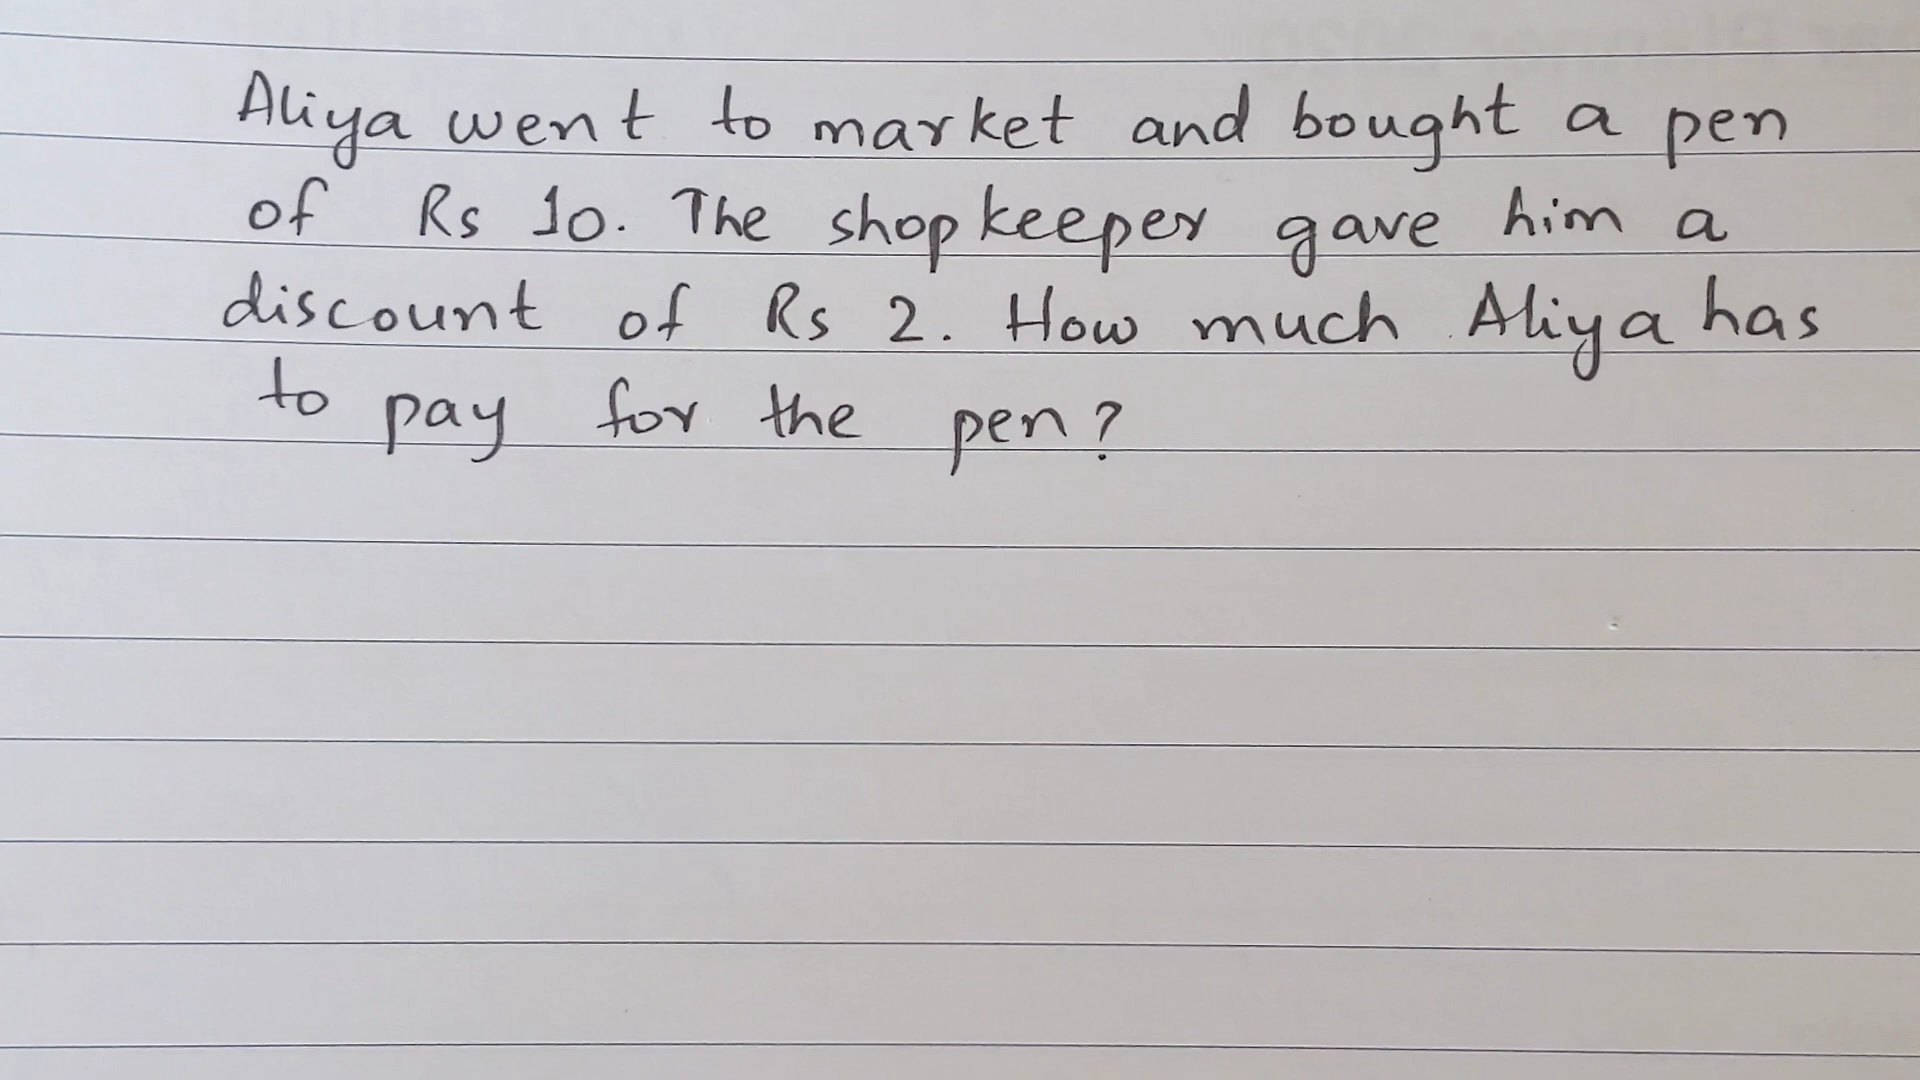 Aliya went to market and bought a pen
of Rs 10. The shopkeeper gave him a
discount of Rs 2. How much Aliya has
to pay for the pen?